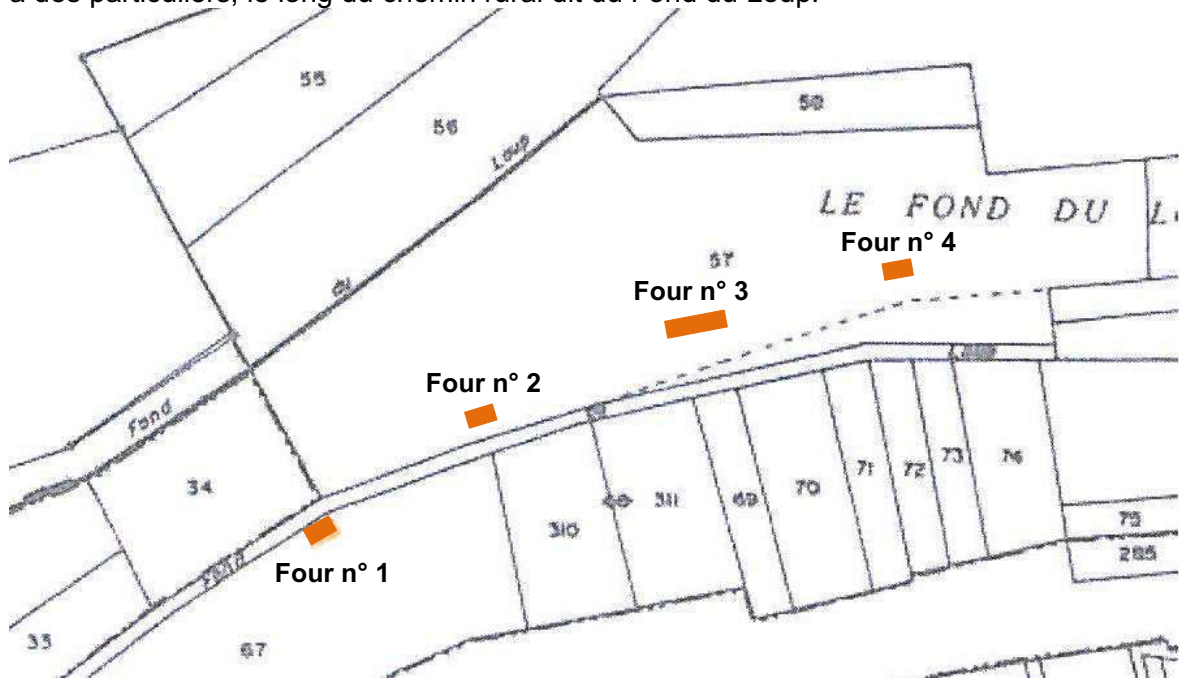 à des particuliers, le long du chemin rural dit du Fond du Loup.
55
58
56
Loup
LE FOND DU
Four n° 4
57
Four n° 3
du
Four n° 2
Fond
34
71
72
73
76
70
69
311
310
75
285
Fond
Four n° 1
33
67